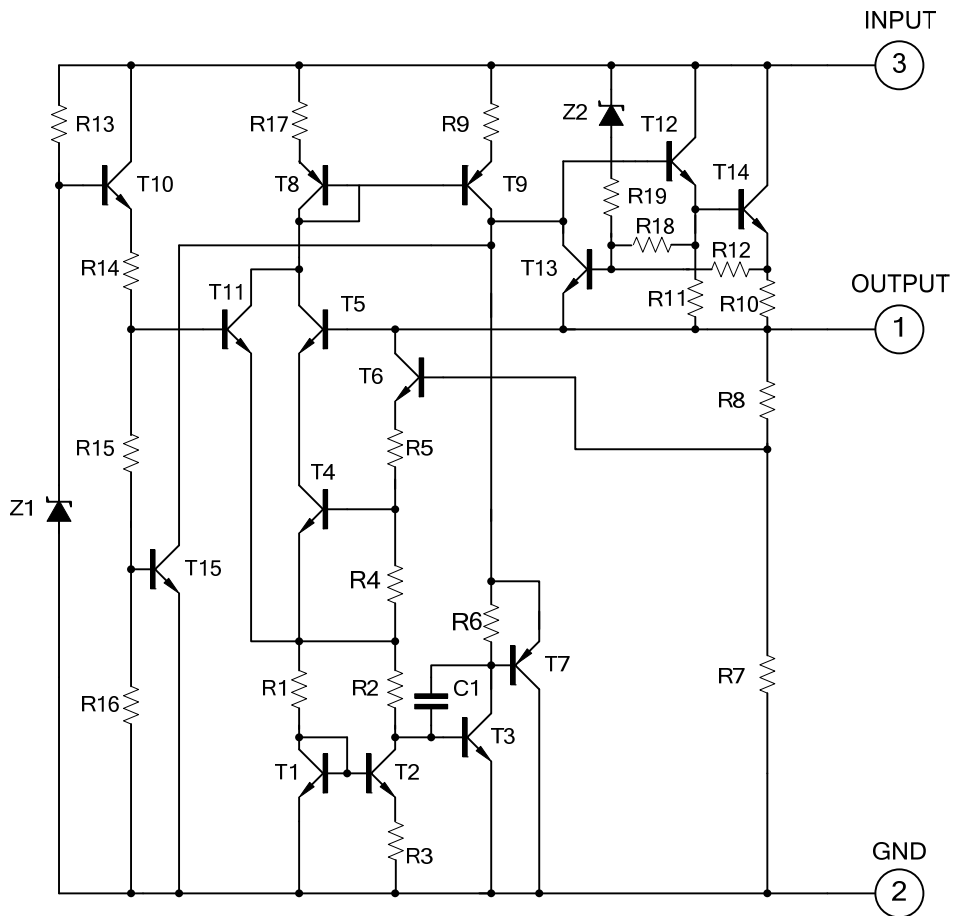 INPUT
3
R13
R17
R9
Z2
T12
T10
T8
T9
T14
R19
R18
R12
R14
T13
T11
T5
R11
R10
OUTPUT
1
T6
R8
R15
R5
T4
Z1
T15
R4
R6
T7
R16
R1
R2
C1
R7
T3
T1
T2
R3
GND
2